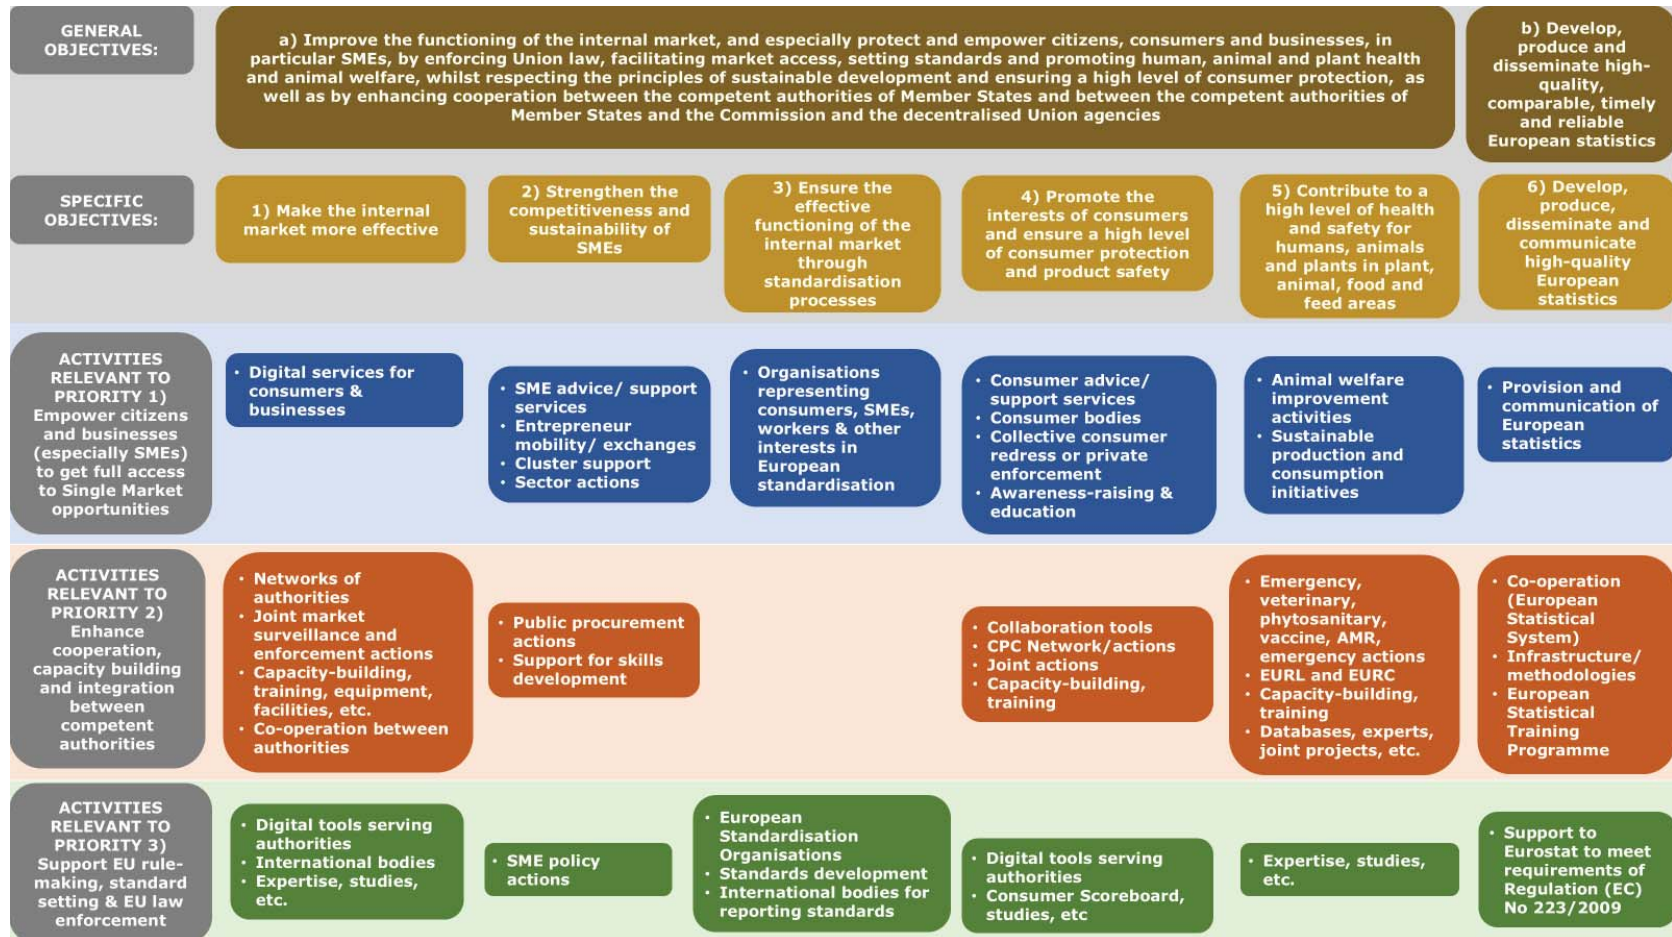 GENERAL
OBJECTIVES:
a) Improve the functioning of the internal market, and especially protect and empower citizens, consumers and businesses, in
particular SMEs, by enforcing Union law, facilitating market access, setting standards and promoting human, animal and plant health
and animal welfare, whilst respecting the principles of sustainable development and ensuring a high level of consumer protection, as
well as by enhancing cooperation between the competent authorities of Member States and between the competent authorities of
Member States and the Commission and the decentralised Union agencies
b) Develop,
produce and
disseminate high-
quality,
comparable, timely
and reliable
European statistics
SPECIFIC
OBJECTIVES:
1) Make the internal
market more effective
2) Strengthen the
competitiveness and
sustainability of
SMEs
3) Ensure the
effective
functioning of the
internal market
through
standardisation
processes
4) Promote the
interests of consumers
and ensure a high level
of consumer protection
and product safety
5) Contribute to a
high level of health
and safety for
humans, animals
and plants in plant,
animal, food and
feed areas
6) Develop,
produce,
disseminate and
communicate
high-quality
European
statistics
ACTIVITIES
RELEVANT TO
PRIORITY 1)
Empower citizens
and businesses
(especially SMEs)
to get full access
to Single Market
opportunities
• Digital services for
consumers &
businesses
• SME advice/ support
services
• Entrepreneur
mobility/ exchanges
• Cluster support
• Sector actions
• Organisations
representing
consumers, SMEs,
workers & other
interests in
European
standardisation
• Consumer advice/
support services
• Consumer bodies
• Collective consumer
redress or private
enforcement
• Awareness-raising &
education
• Animal welfare
improvement
activities
• Sustainable
production and
consumption
initiatives
• Provision and
communication of
European
statistics
ACTIVITIES
RELEVANT TO
PRIORITY 2)
Enhance
cooperation,
capacity building
and integration
between
competent
authorities
• Networks of
authorities
• Joint market
surveillance and
enforcement actions
• Capacity-building,
training, equipment,
facilities, etc.
• Co-operation between
authorities
• Public procurement
actions
• Support for skills
development
• Collaboration tools
• CPC Network/actions
• Joint actions
• Capacity-building,
training
• Emergency,
veterinary,
phytosanitary,
vaccine, AMR,
emergency actions
• EURL and EURC
• Capacity-building,
training
• Databases, experts,
joint projects, etc.
• Co-operation
(European
Statistical
System)
• Infrastructure/
methodologies
• European
Statistical
Training
Programme
ACTIVITIES
RELEVANT TO
PRIORITY 3)
Support EU rule-
making, standard
setting & EU law
enforcement
• Digital tools serving
authorities
• International bodies
• Expertise, studies,
etc.
• SME policy
actions
• European
Standardisation
Organisations
• Standards development
• International bodies for
reporting standards
• Digital tools serving
authorities
• Consumer Scoreboard,
studies, etc
• Expertise, studies,
etc.
• Support to
Eurostat to meet
requirements of
Regulation (EC)
No 223/2009